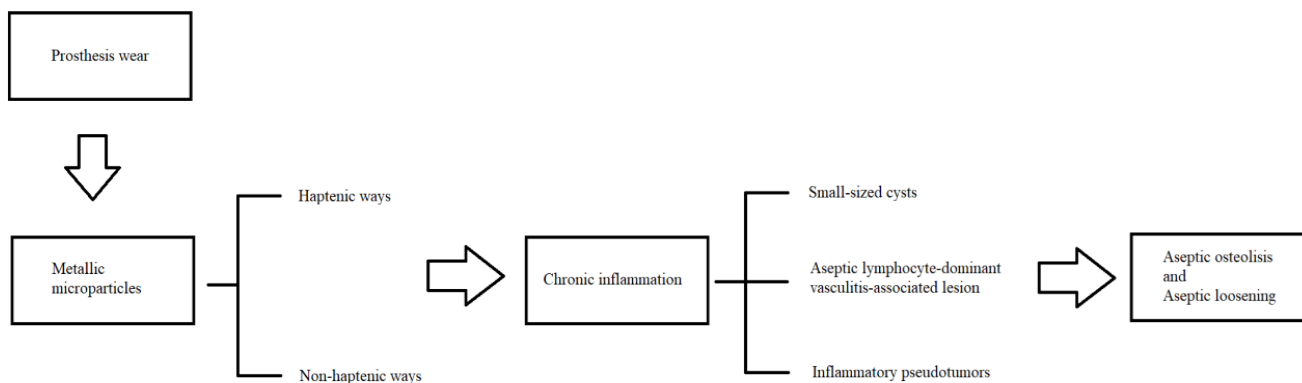 Prosthesis wear
Haptenic ways
Metallic
microparticles
Non-haptenic ways
Chronic inflammation
Small-sized cysts
Aseptic lymphocyte-dominant
vasculitis-associated lesion
Inflammatory pseudotumors
Aseptic osteolisis
and
Aseptic loosening